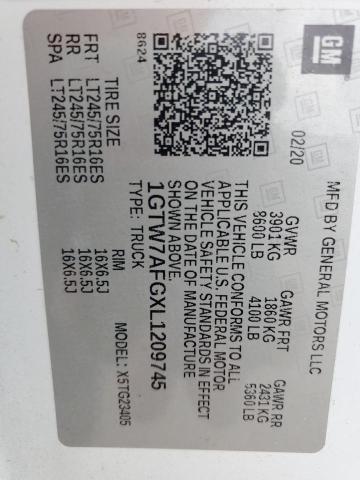 GM
MFD BY GENERAL MOTORS LLC
02/20
GVWR
3901 KG
8600 LB
GAWR FRT
1860 KG
4100 LB
GAWR RR
2431 KG
5360 LB
THIS VEHICLE CONFORMS TO ALL
APPLICABLE U.S. FEDERAL MOTOR
VEHICLE SAFETY STANDARDS IN EFFECT
ON THE DATE OF MANUFACTURE
SHOWN ABOVE.
1GTW7AFGXL1209745
TYPE: TRUCK
MODEL: X5TG23405
8624
TIRE SIZE RIM
FRT LT245/75R16ES 16X6.5J
RR LT245/75R16ES 16X6.5J
SPA LT245/75R16ES 16X6.5J